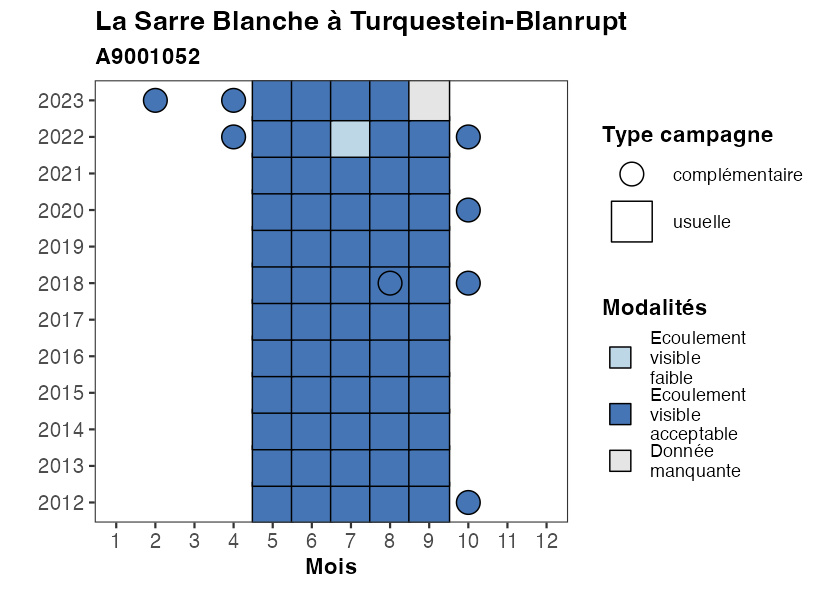 La Sarre Blanche à Turquestein-Blanrupt
A9001052
2023
2022
2021
2020
2019
2018
2017
2016
2015
2014
2013
2012
1 2 3 4 5 6 7 8 9 10 11 12
Mois
Type campagne
complémentaire
usuelle
Modalités
Ecoulement
visible
faible
Ecoulement
visible
acceptable
Donnée
manquante